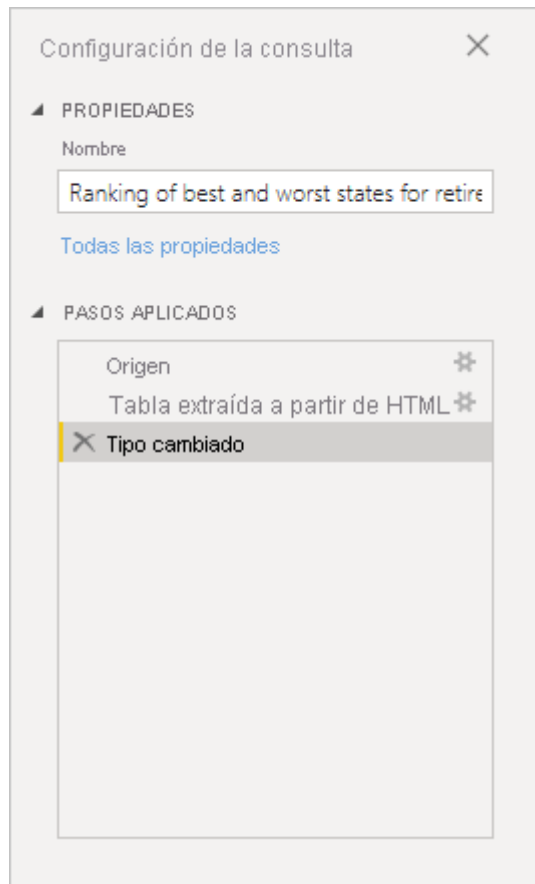 Configuración de la consulta
PROPIEDADES
Nombre
Ranking of best and worst states for retire
Todas las propiedades
PASOS APLICADOS
Origen
Tabla extraída a partir de HTML
Tipo cambiado